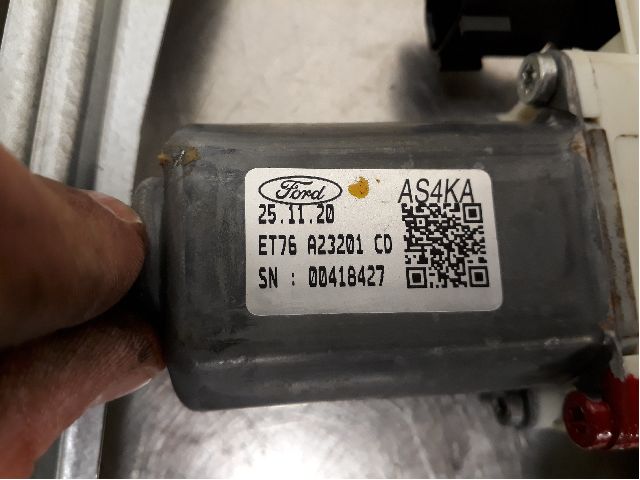 Ford AS4KA
25.11.20
ET76 A23201 CD
SN : 00418427